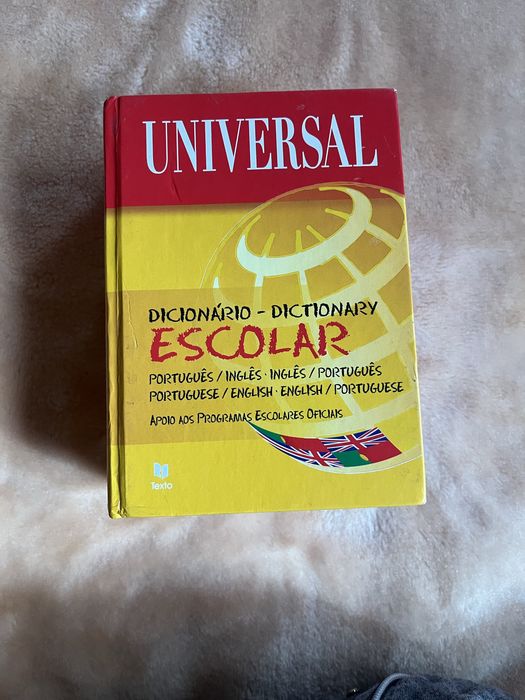 UNIVERSAL
DICIONÁRIO - DICTIONARY
ESCOLAR
PORTUGUÊS / INGLÊS · INGLÊS / PORTUGUÊS
PORTUGUESE / ENGLISH · ENGLISH / PORTUGUESE
APOIO AOS PROGRAMAS ESCOLARES OFICIAIS
Texto